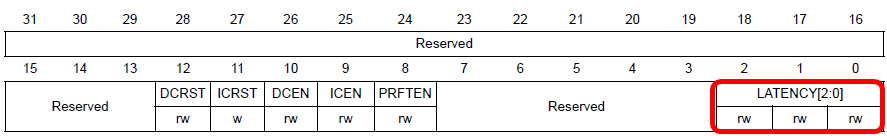 31 30 29 28 27 26 25 24 23 22 21 20 19 18 17 16
Reserved
15 14 13 12 11 10 9 8 7 6 5 4 3 2 1 0
Reserved DCRST ICRST DCEN ICEN PRFTEN Reserved LATENCY[2:0]
rw w rw rw rw rw rw rw